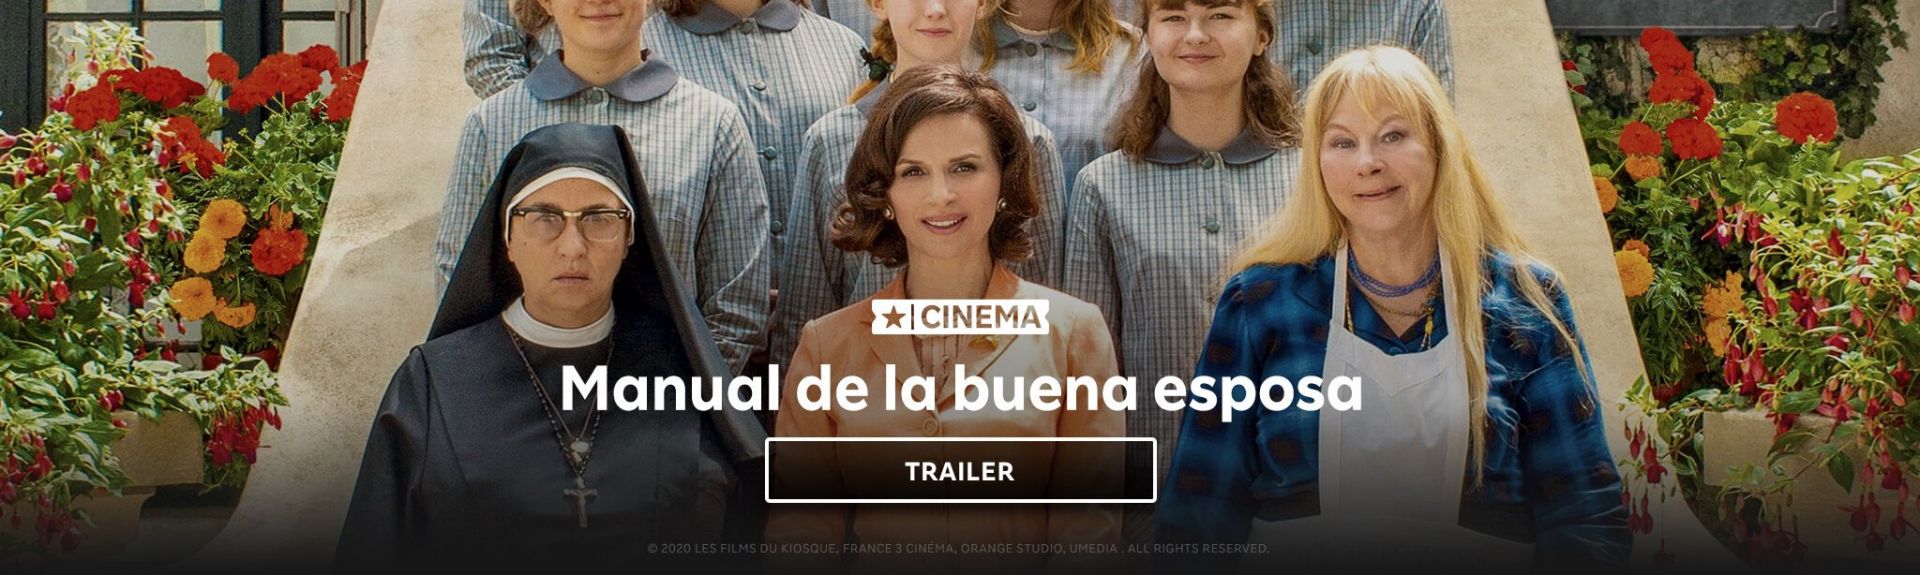 ★ CINEMA
Manual de la buena esposa
TRAILER
© 2020 LES FILMS DU KIOSQUE, FRANCE 3 CINÉMA, ORANGE STUDIO, UMEDIA . ALL RIGHTS RESERVED.